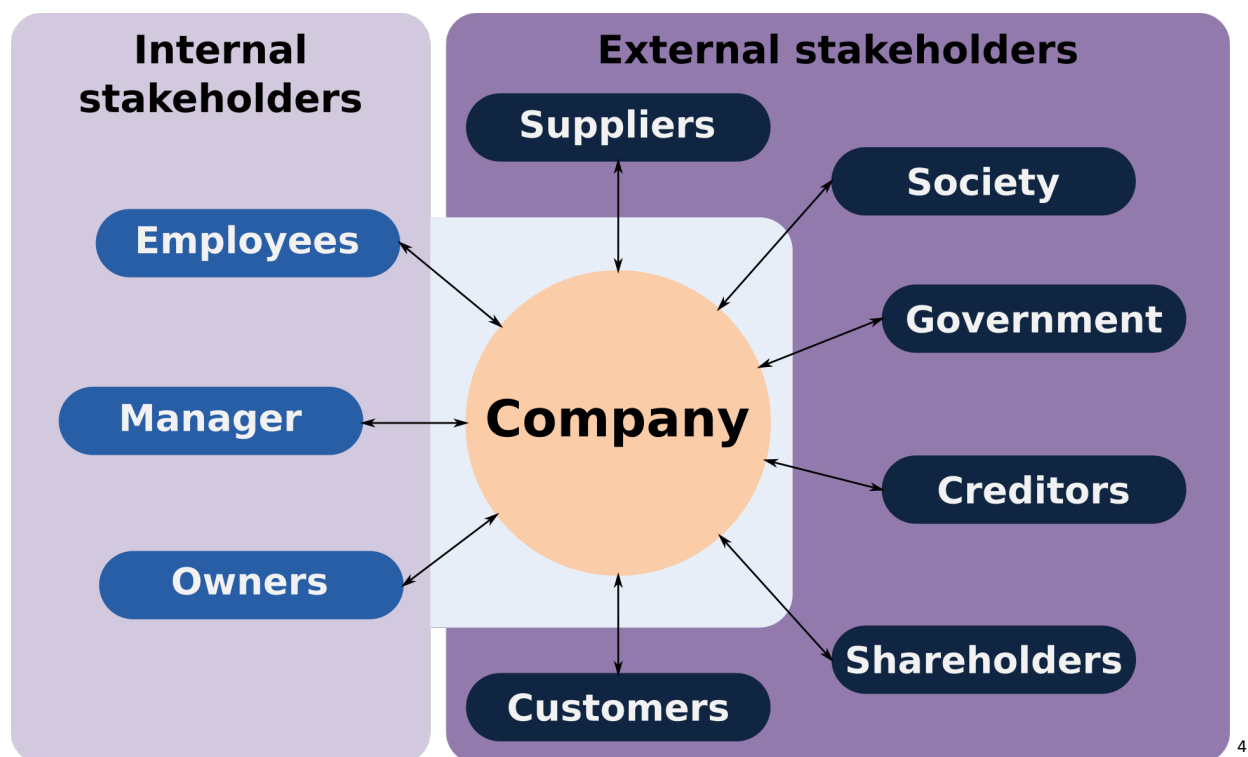 Internal
stakeholders
External stakeholders
Suppliers
Society
Employees
Government
Manager
Company
Creditors
Owners
Shareholders
Customers
4